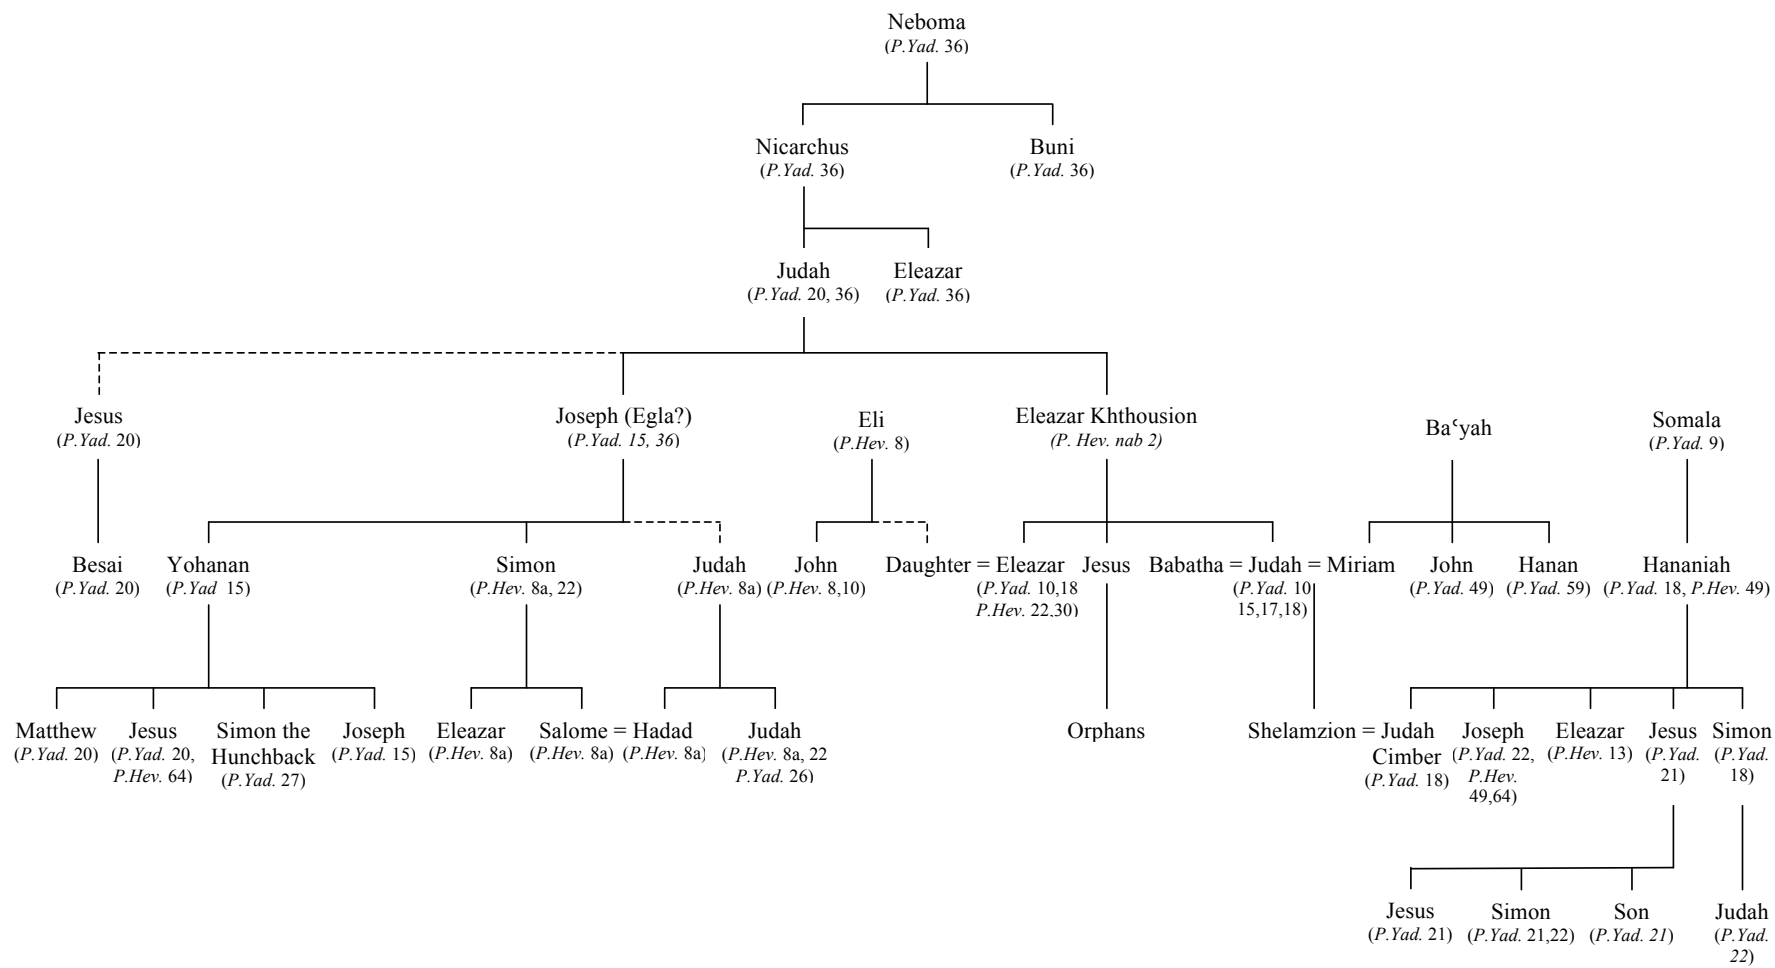 Neboma
(P.Yad. 36)
Nicarchus
(P.Yad. 36)
Buni
(P.Yad. 36)
Judah
(P.Yad. 20, 36)
Eleazar
(P.Yad. 36)
Jesus
(P.Yad. 20)
Joseph (Egla?)
(P.Yad. 15, 36)
Eli
(P.Hev. 8)
Eleazar Khthousion
(P. Hev. nab 2)
Baʿyah
Somala
(P.Yad. 9)
Besai
(P.Yad. 20)
Yohanan
(P.Yad 15)
Simon
(P.Hev. 8a, 22)
Judah
(P.Hev. 8a)
John
(P.Hev. 8,10)
Daughter = Eleazar
(P.Yad. 10,18
P.Hev. 22,30)
Jesus
Babatha = Judah = Miriam
(P.Yad. 10
15,17,18)
John
(P.Yad. 49)
Hanan
(P.Yad. 59)
Hananiah
(P.Yad. 18, P.Hev. 49)
Matthew
(P.Yad. 20)
Jesus
(P.Yad. 20,
P.Hev. 64)
Simon the
Hunchback
(P.Yad. 27)
Joseph
(P.Yad. 15)
Eleazar
(P.Hev. 8a)
Salome = Hadad
(P.Hev. 8a) (P.Hev. 8a)
Judah
(P.Hev. 8a, 22
P.Yad. 26)
Orphans
Shelamzion = Judah
Cimber
(P.Yad. 18)
Joseph
(P.Yad. 22,
P.Hev.
49,64)
Eleazar
(P.Hev. 13)
Jesus
(P.Yad.
21)
Simon
(P.Yad.
18)
Jesus
(P.Yad. 21)
Simon
(P.Yad. 21,22)
Son
(P.Yad. 21)
Judah
(P.Yad.
22)